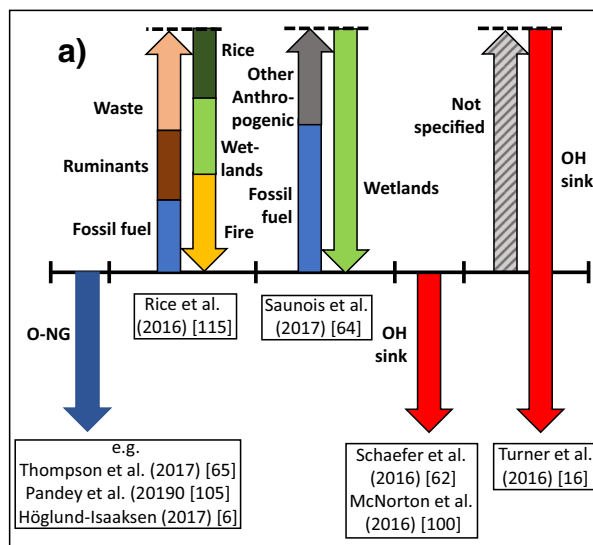 a)
Waste
Ruminants
Fossil fuel
Rice
Wet-
lands
Fire
Other
Anthro-
pogenic
Fossil
fuel
Wetlands
Not
specified
OH
sink
O-NG
Rice et al.
(2016) [115]
Saunois et al.
(2017) [64]
OH
sink
e.g.
Thompson et al. (2017) [65]
Pandey et al. (20190 [105]
Höglund-Isaaksen (2017) [6]
Schaefer et al.
(2016) [62]
McNorton et al.
(2016) [100]
Turner et al.
(2016) [16]